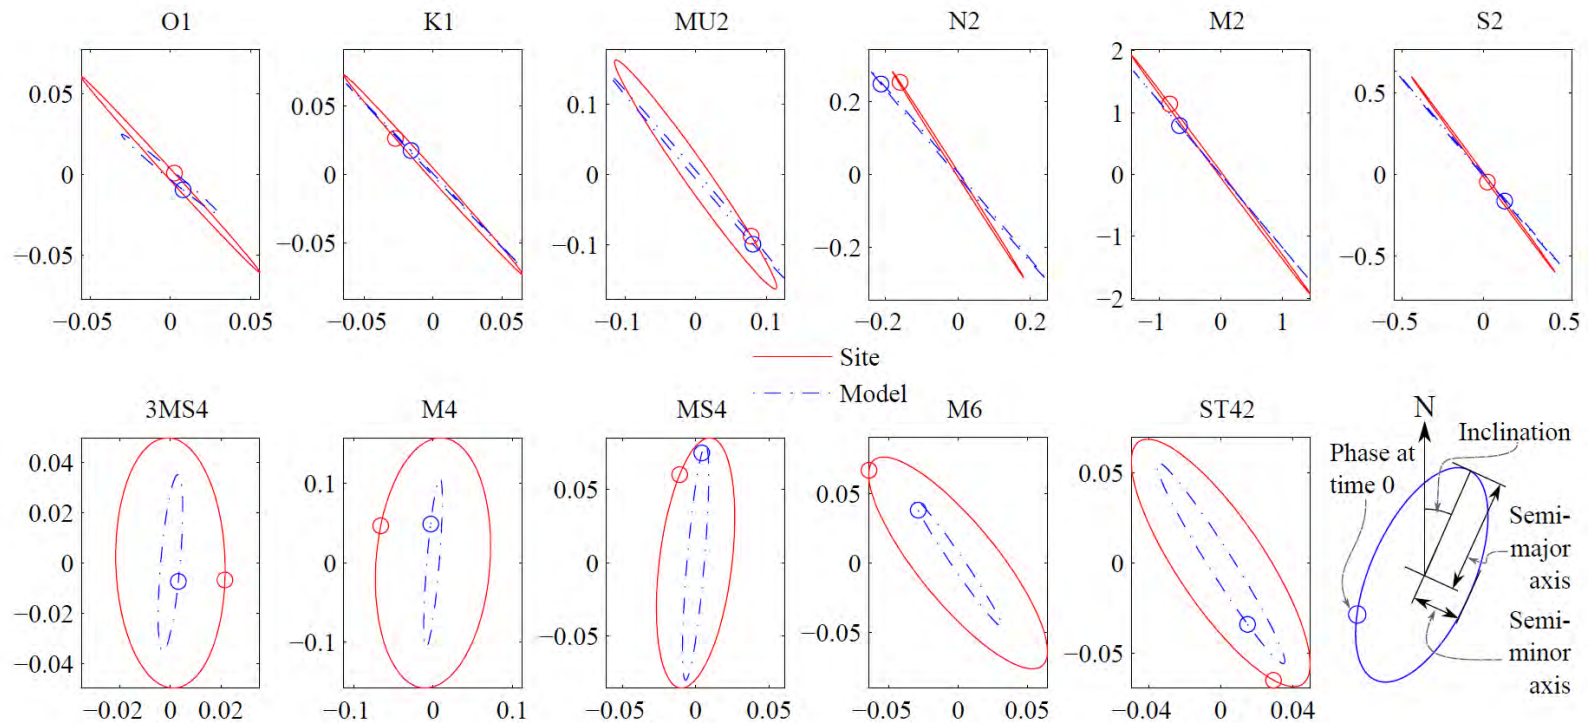 O1 K1 MU2 N2 M2 S2
0.05 0 −0.05
−0.05 0 0.05
0.05 0 −0.05
−0.05 0 0.05
0.1 0 −0.1
−0.1 0 0.1
0.2 0 −0.2
−0.2 0 0.2
2 1 0 −1 −2
−1 0 1
0.5 0 −0.5
−0.5 0 0.5
Site
Model
3MS4 M4 MS4 M6 ST42
0.04 0.02 0 −0.02 −0.04
−0.02 0 0.02
0.1 0 −0.1
−0.1 0 0.1
0.05 0 −0.05
−0.05 0 0.05
0.05 0 −0.05
−0.05 0 0.05
0.05 0 −0.05
−0.04 0 0.04
N
Inclination
Phase at
time 0
Semi-
major
axis
Semi-
minor
axis